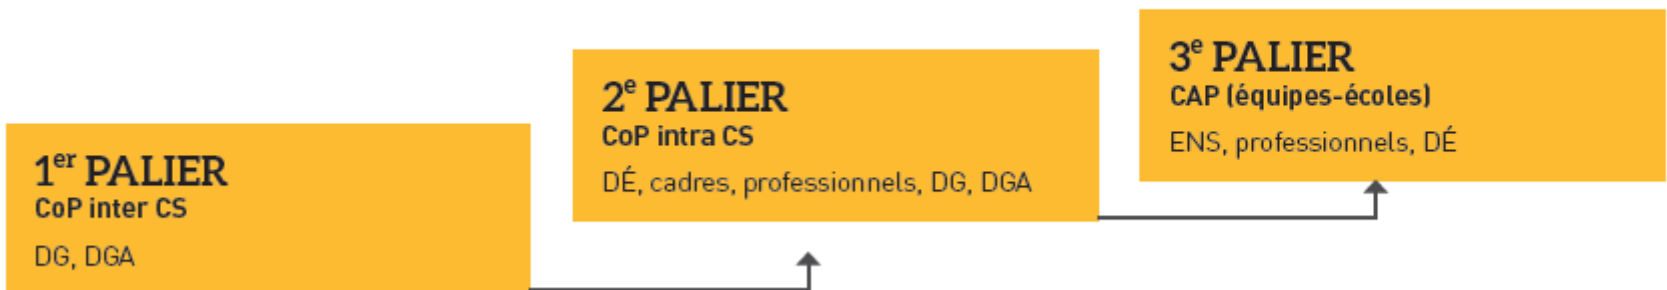 1er PALIER
CoP inter CS
DG, DGA
2e PALIER
CoP intra CS
DÉ, cadres, professionnels, DG, DGA
3e PALIER
CAP (équipes-écoles)
ENS, professionnels, DÉ